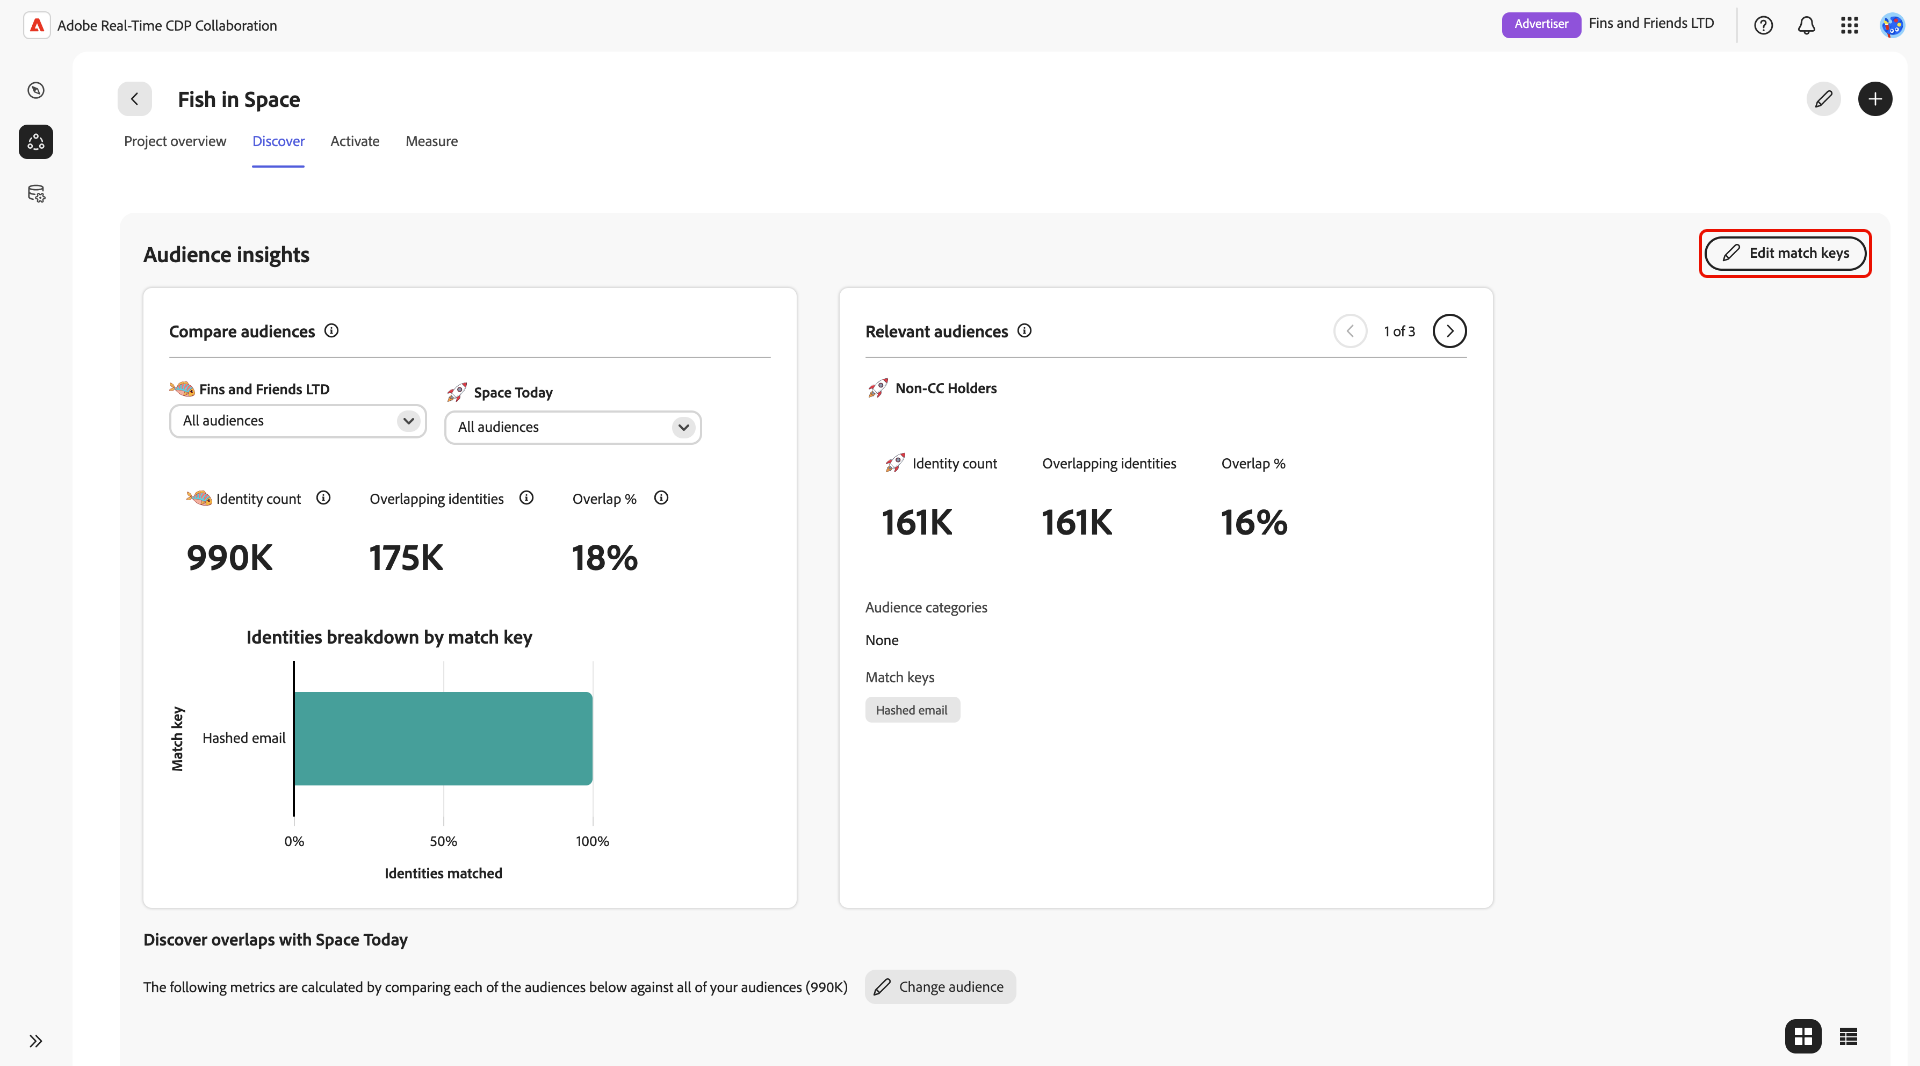 Adobe Real-Time CDP Collaboration
Advertiser
Fins and Friends LTD
Fish in Space
Project overview
Discover
Activate
Measure
Audience insights
Edit match keys
Compare audiences
Fins and Friends LTD
Space Today
All audiences
All audiences
Identity count
Overlapping identities
Overlap %
990K
175K
18%
Identities breakdown by match key
Match key
Hashed email
0%
50%
100%
Identities matched
Relevant audiences
1 of 3
Non-CC Holders
Identity count
Overlapping identities
Overlap %
161K
161K
16%
Audience categories
None
Match keys
Hashed email
Discover overlaps with Space Today
The following metrics are calculated by comparing each of the audiences below against all of your audiences (990K)
Change audience